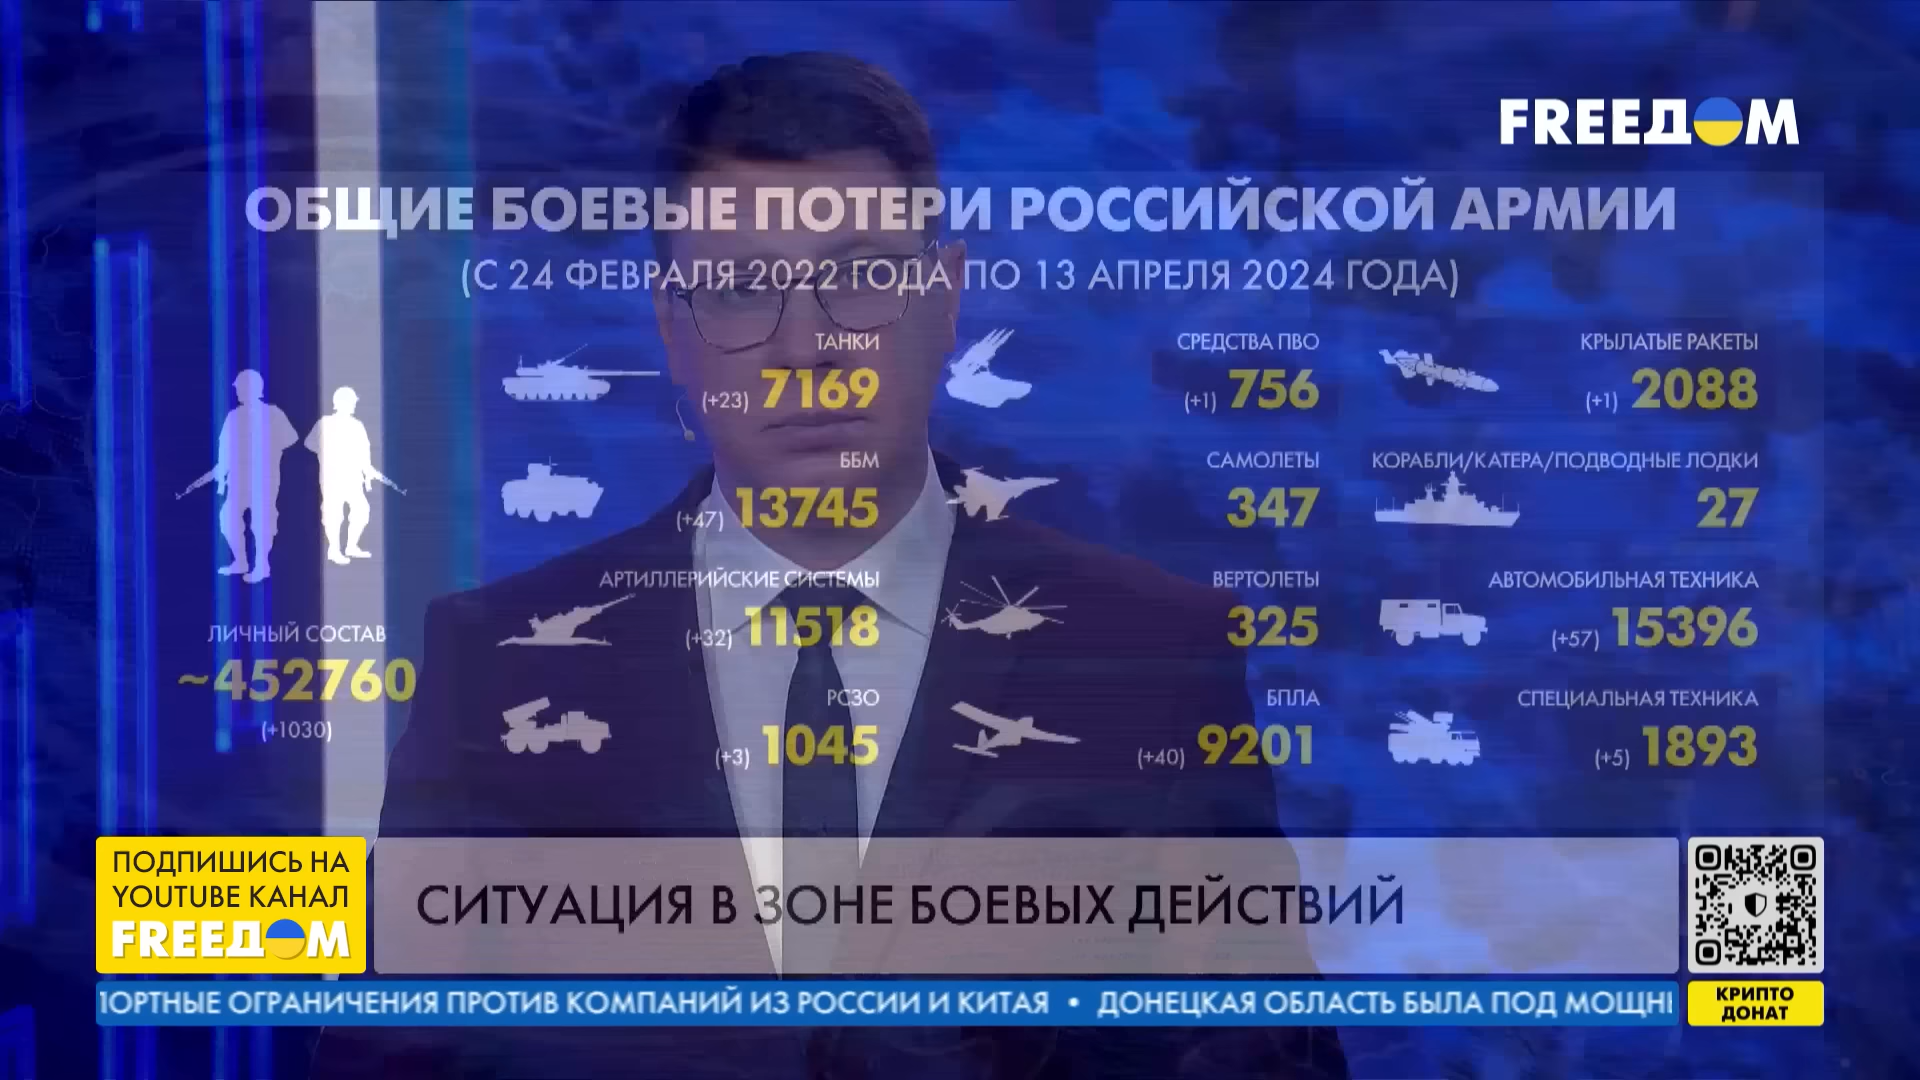 FREEДOM
ОБЩИЕ БОЕВЫЕ ПОТЕРИ РОССИЙСКОЙ АРМИИ
(С 24 ФЕВРАЛЯ 2022 ГОДА ПО 13 АПРЕЛЯ 2024 ГОДА)
ЛИЧНЫЙ СОСТАВ
~452760
(+1030)
ТАНКИ
(+23) 7169
ББМ
(+47) 13745
АРТИЛЛЕРИЙСКИЕ СИСТЕМЫ
(+32) 11518
РСЗО
(+3) 1045
СРЕДСТВА ПВО
(+1) 756
САМОЛЕТЫ
347
ВЕРТОЛЕТЫ
325
БПЛА
(+40) 9201
КРЫЛАТЫЕ РАКЕТЫ
(+1) 2088
КОРАБЛИ/КАТЕРА/ПОДВОДНЫЕ ЛОДКИ
27
АВТОМОБИЛЬНАЯ ТЕХНИКА
(+57) 15396
СПЕЦИАЛЬНАЯ ТЕХНИКА
(+5) 1893
ПОДПИШИСЬ НА
YOUTUBE КАНАЛ
FREEДOM
СИТУАЦИЯ В ЗОНЕ БОЕВЫХ ДЕЙСТВИЙ
ПОРТНЫЕ ОГРАНИЧЕНИЯ ПРОТИВ КОМПАНИЙ ИЗ РОССИИ И КИТАЯ • ДОНЕЦКАЯ ОБЛАСТЬ БЫЛА ПОД МОЩН
КРИПТО
ДОНАТ